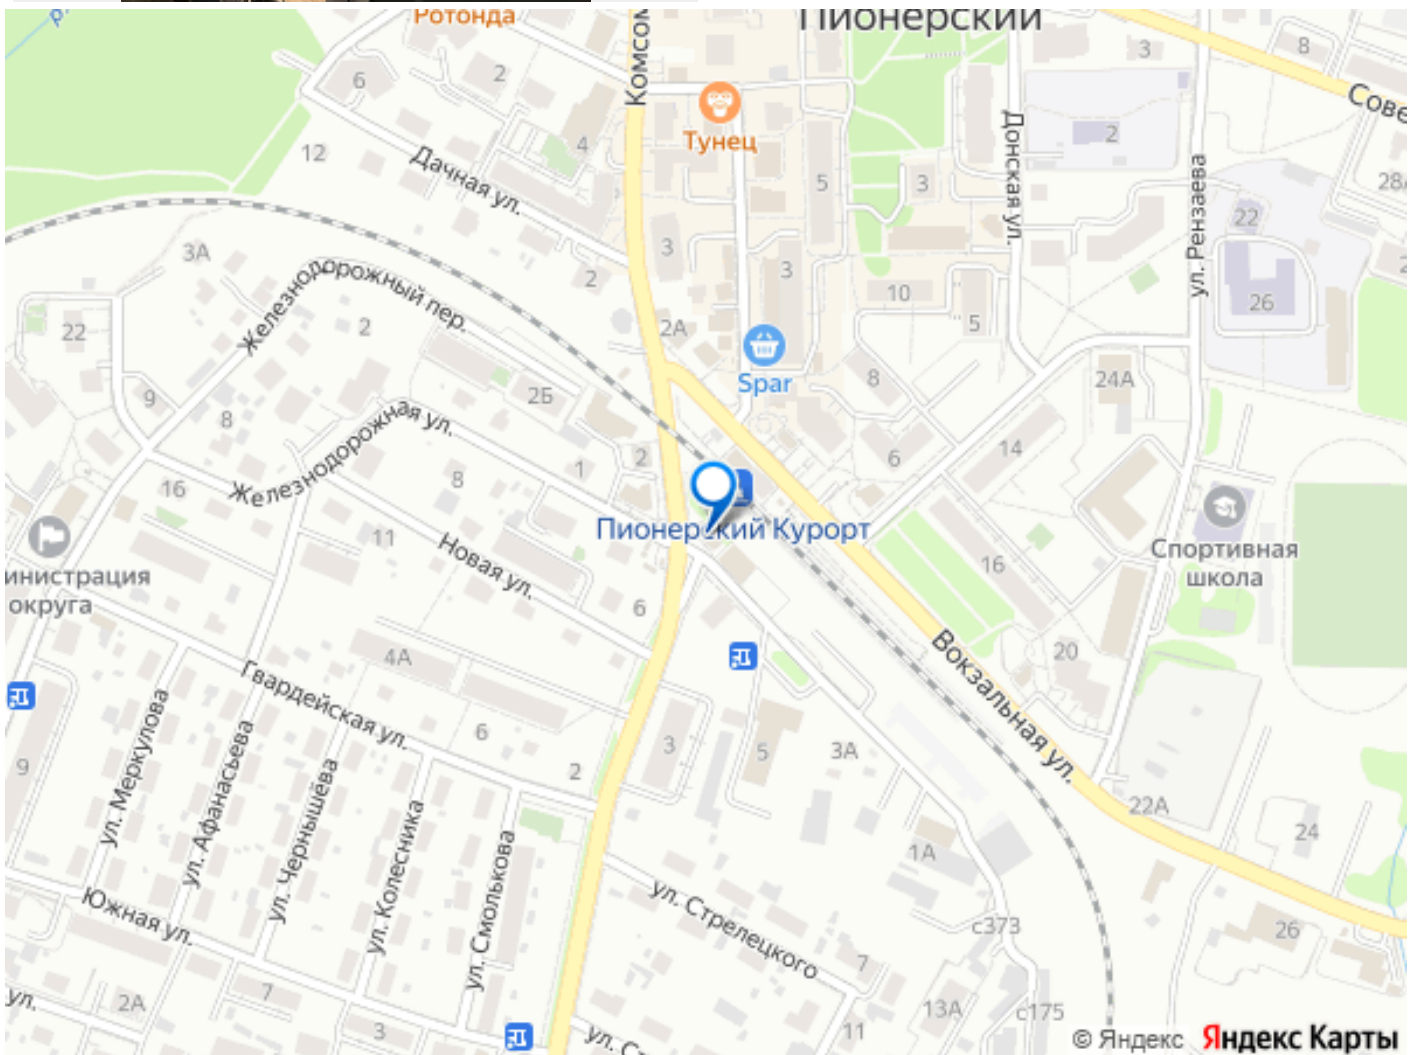 Ротонда
Пионерский
Комсом
Тунец
Дачная ул.
Донская ул.
Сове
ул. Рензаева
Железнодорожный пер.
Spar
Железнодорожная ул.
Пионерский Курорт
Новая ул.
инистрация
округа
Спортивная
школа
Гвардейская ул.
Вокзальная ул.
ул. Меркулова
ул. Афанасьева
ул. Чернышёва
ул. Колесника
ул. Смолькова
Южная ул.
ул. Стрелецкого
ул.
ул. Ст
6
2
4
12
3
8
2
5
3
28А
22
3А
3
2
3
10
26
22
2
2А
5
9
8
2Б
8
24А
14
6
2
1
8
16
11
16
6
20
4А
6
3
5
3А
9
2
22А
24
1А
с373
26
7
13А
с175
11
2А
7
3
© Яндекс Яндекс Карты